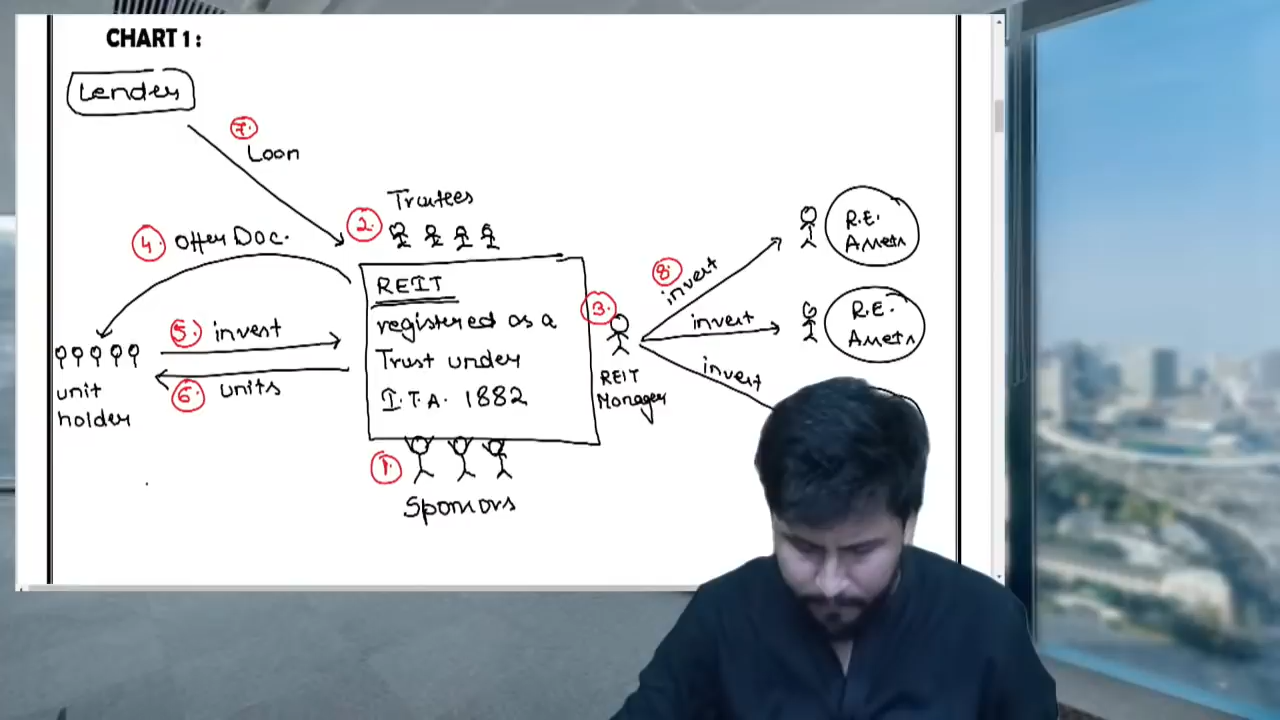 CHART 1 :
Lender
7.
Loan
Trustees
2.
4. Offer Doc.
REIT
registered as a
Trust under
I.T.A. 1882
5. invest
6. units
unit
holder
1.
Sponsors
3.
REIT
Manager
8. invest
invest
invest
R.E.
Assets
R.E.
Assets